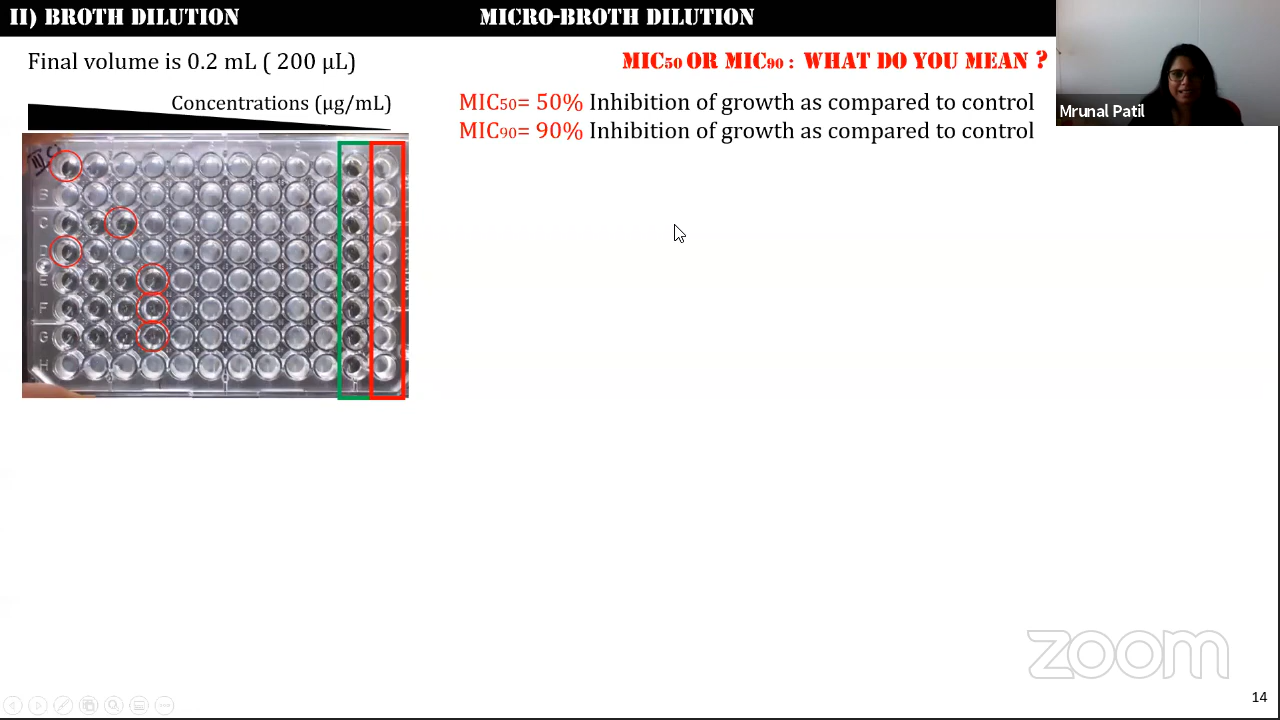 II) BROTH DILUTION
MICRO-BROTH DILUTION
Final volume is 0.2 mL ( 200 µL)
MIC50 OR MIC90 : WHAT DO YOU MEAN ?
Concentrations (µg/mL)
MIC50= 50% Inhibition of growth as compared to control
MIC90= 90% Inhibition of growth as compared to control
Mrunal Patil
C
E
F
G
H
zoom
14